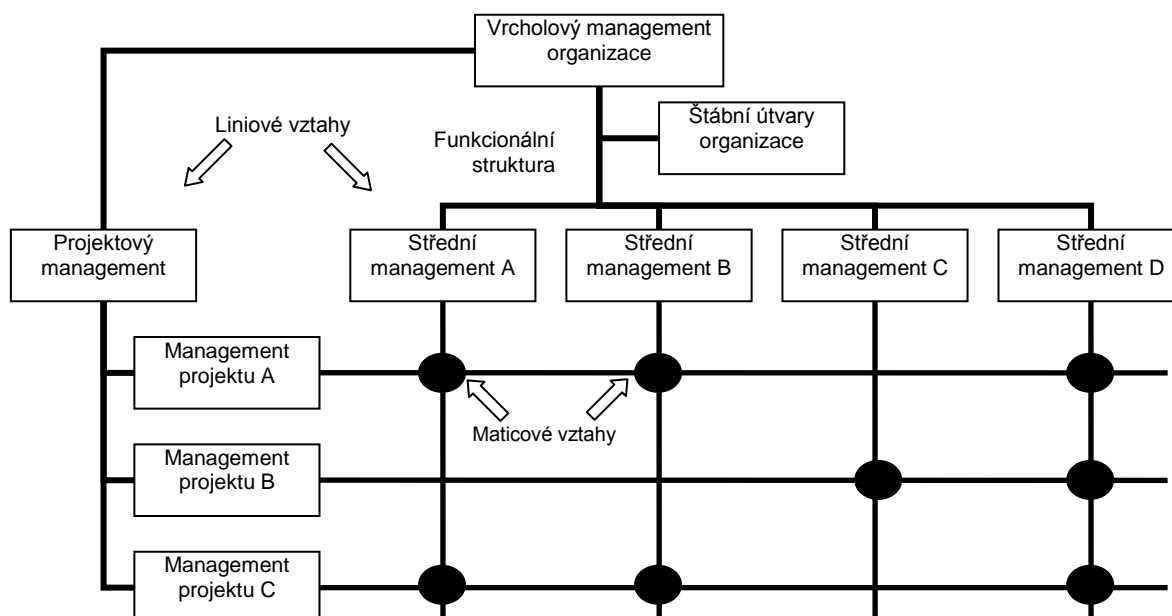 Vrcholový management
organizace
Liniové vztahy
Funkcionální
struktura
Štábní útvary
organizace
Projektový
management
Střední
management A
Střední
management B
Střední
management C
Střední
management D
Management
projektu A
Maticové vztahy
Management
projektu B
Management
projektu C